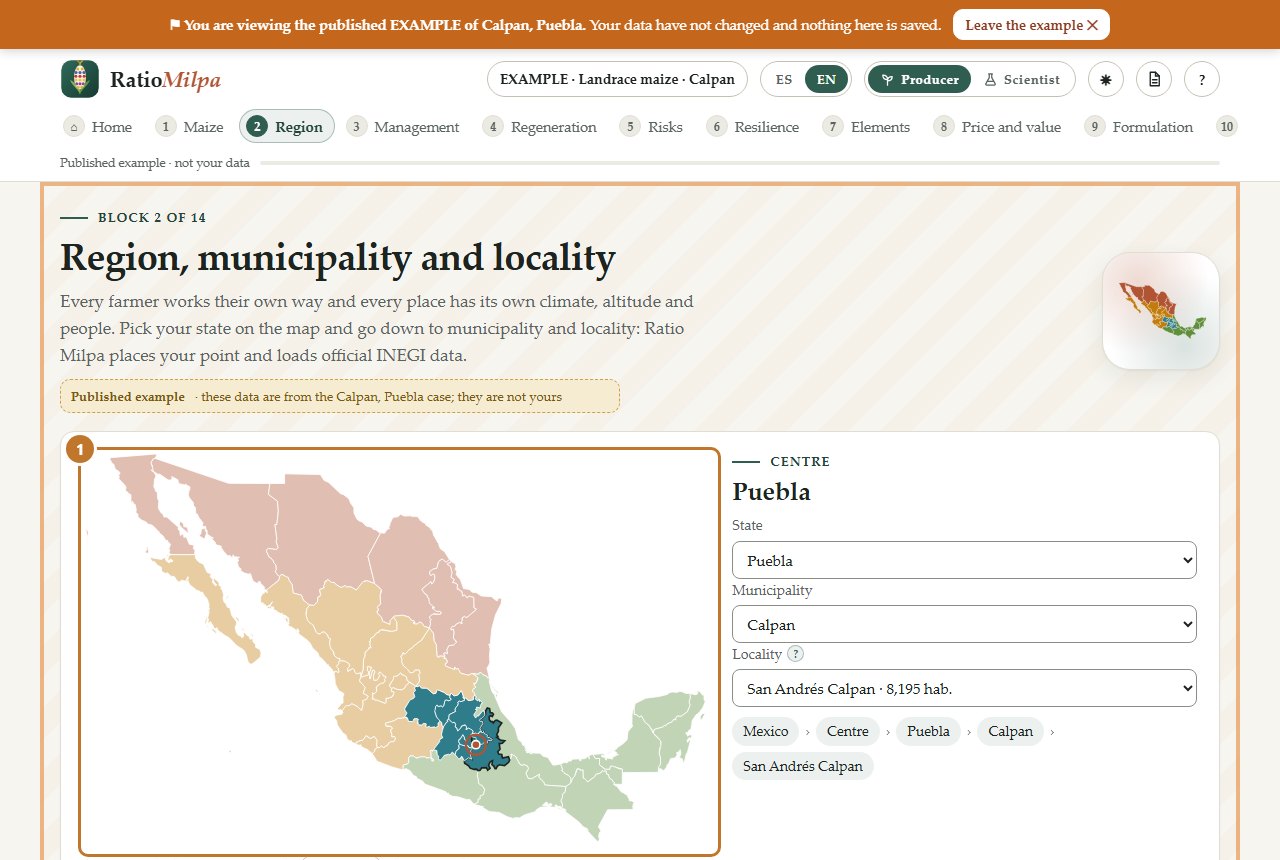 ⚑ You are viewing the published EXAMPLE of Calpan, Puebla. Your data have not changed and nothing here is saved. Leave the example ✕
RatioMilpa
EXAMPLE · Landrace maize · Calpan
ES EN
Producer Scientist
?
⌂ Home 1 Maize 2 Region 3 Management 4 Regeneration 5 Risks 6 Resilience 7 Elements 8 Price and value 9 Formulation 10
Published example · not your data
BLOCK 2 OF 14
Region, municipality and locality
Every farmer works their own way and every place has its own climate, altitude and
people. Pick your state on the map and go down to municipality and locality: Ratio
Milpa places your point and loads official INEGI data.
Published example · these data are from the Calpan, Puebla case; they are not yours
1
CENTRE
Puebla
State
Puebla
Municipality
Calpan
Locality ?
San Andrés Calpan · 8,195 hab.
Mexico › Centre › Puebla › Calpan ›
San Andrés Calpan